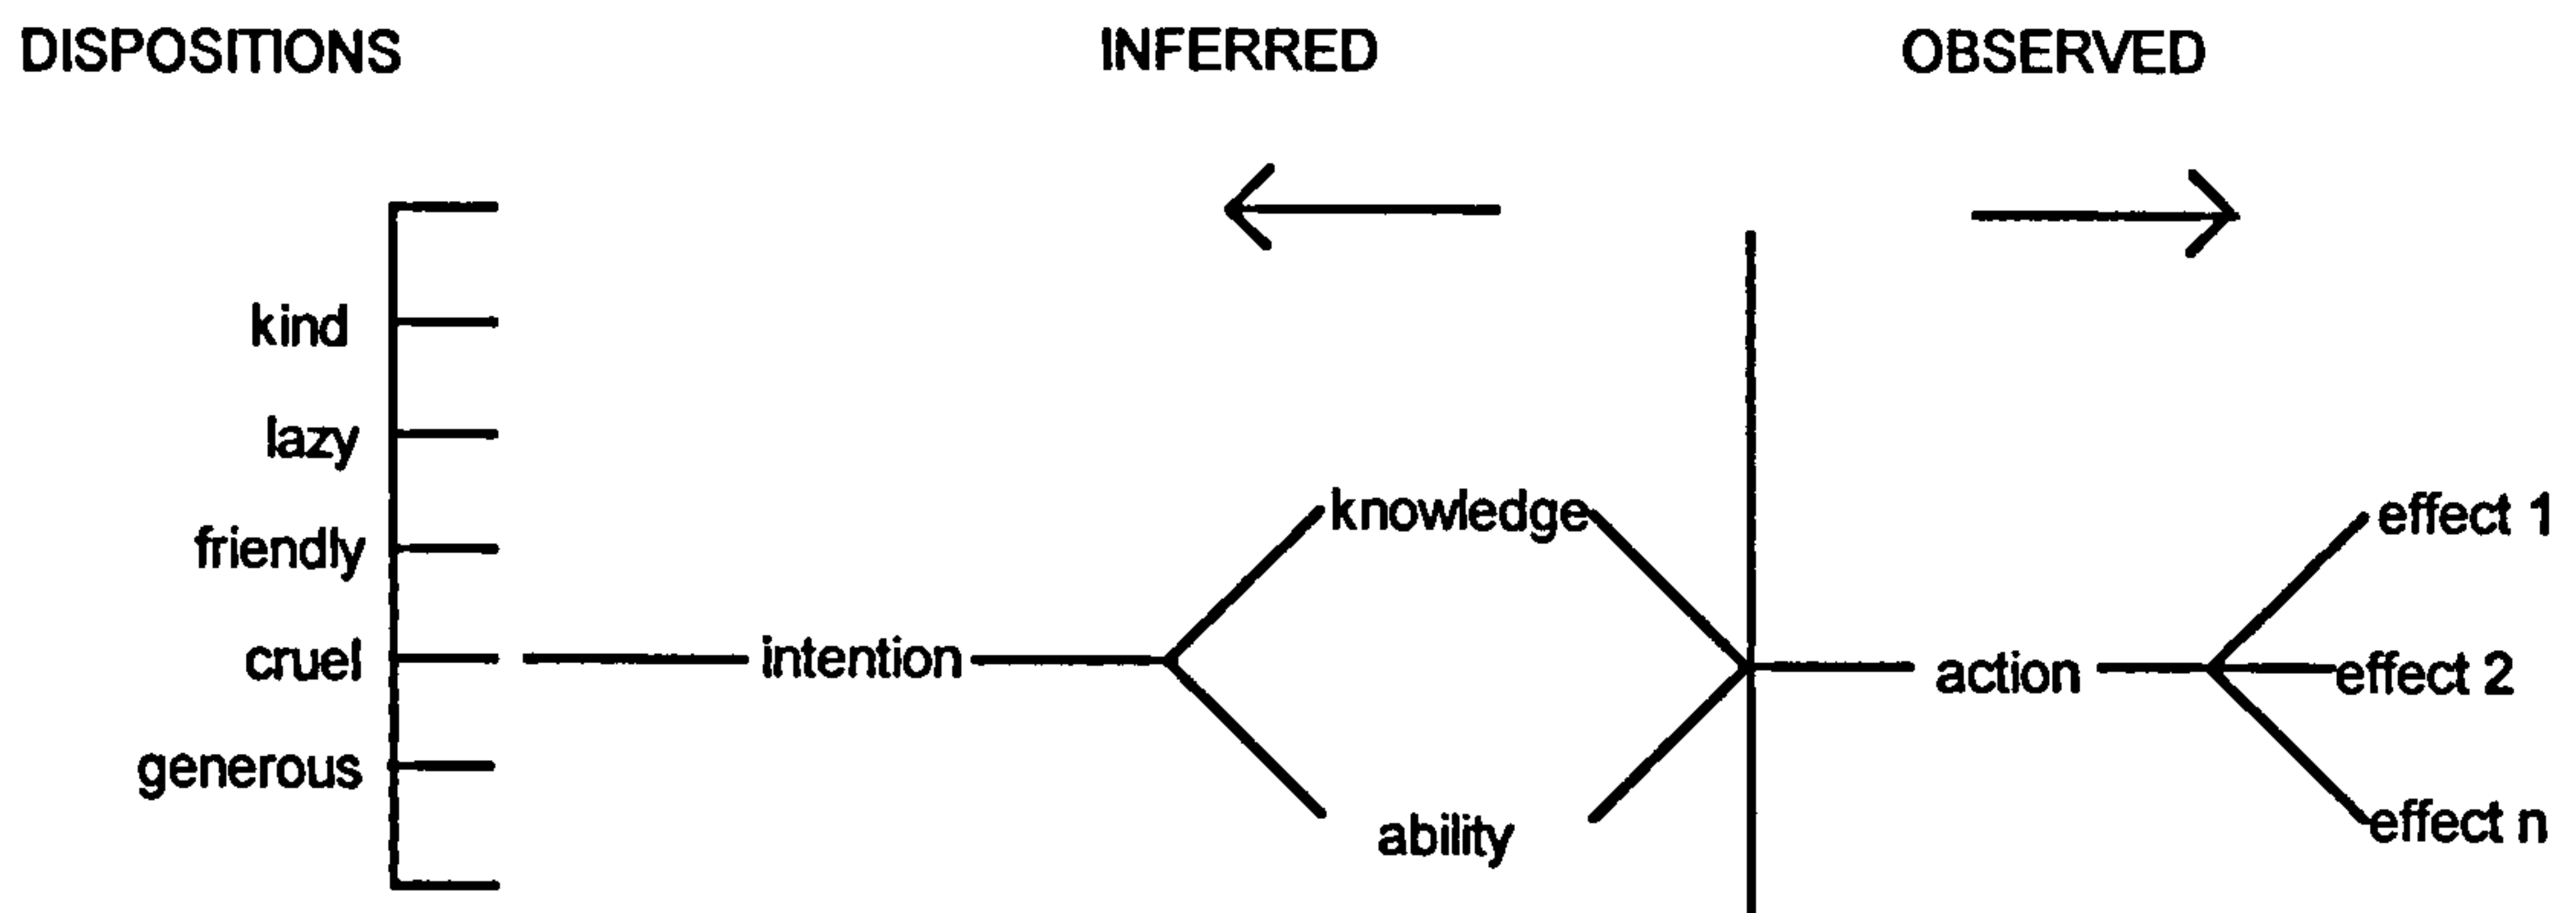 DISPOSITIONS INFERRED OBSERVED
kind
lazy
knowledge effect 1
friendly
cruel intention action effect 2
generous
ability effect n